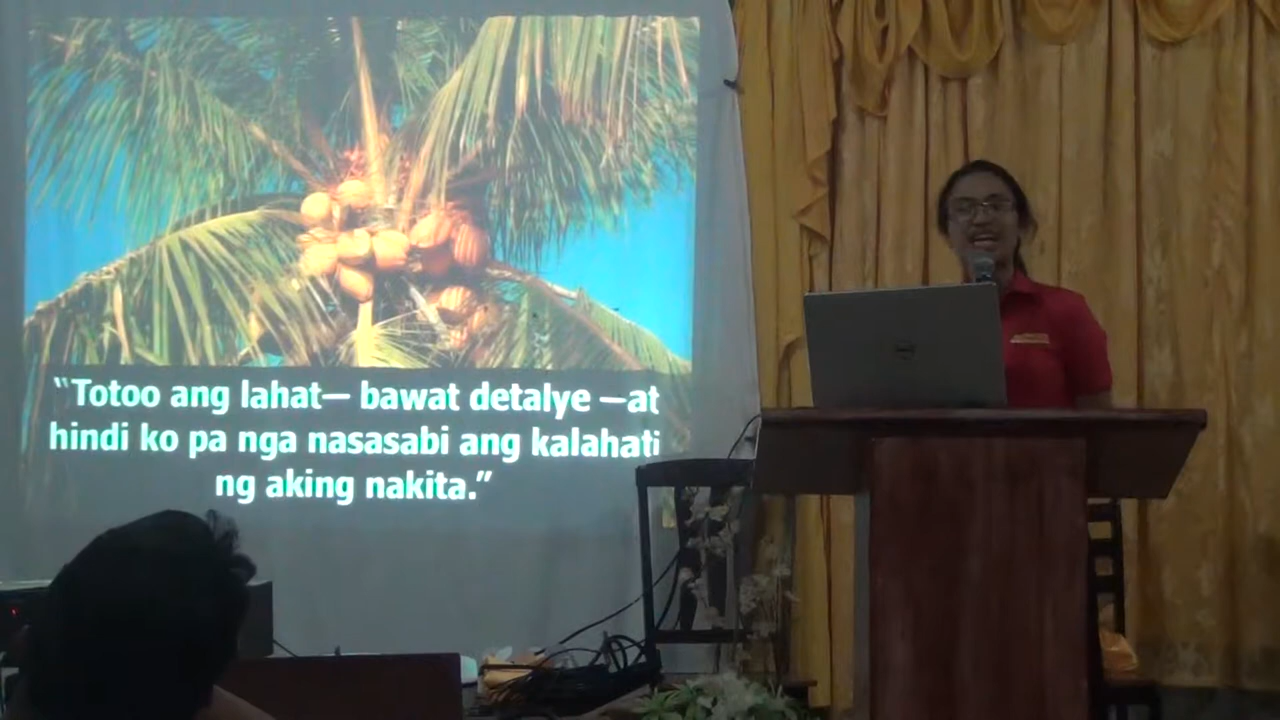 “Totoo ang lahat— bawat detalye —at
hindi ko pa nga nasasabi ang kalahati
ng aking nakita.”